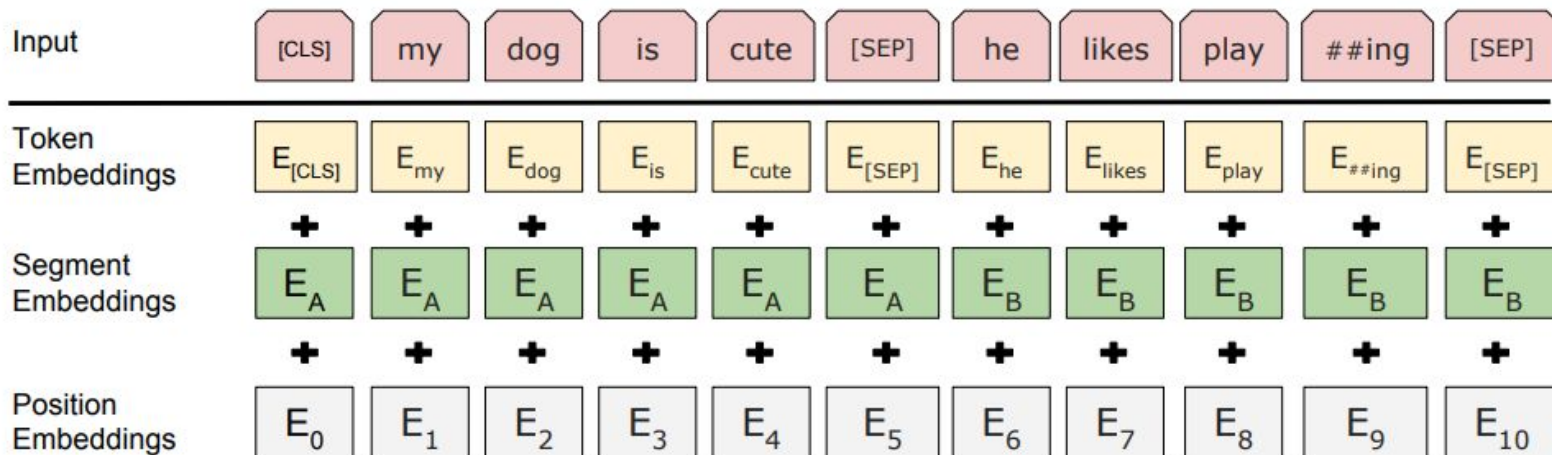 Input [CLS] my dog is cute [SEP] he likes play ##ing [SEP]
Token
Embeddings
E[CLS] Emy Edog Eis Ecute E[SEP] Ehe Elikes Eplay E##ing E[SEP]
+ + + + + + + + + + +
Segment
Embeddings
EA EA EA EA EA EA EB EB EB EB EB
+ + + + + + + + + + +
Position
Embeddings
E0 E1 E2 E3 E4 E5 E6 E7 E8 E9 E10